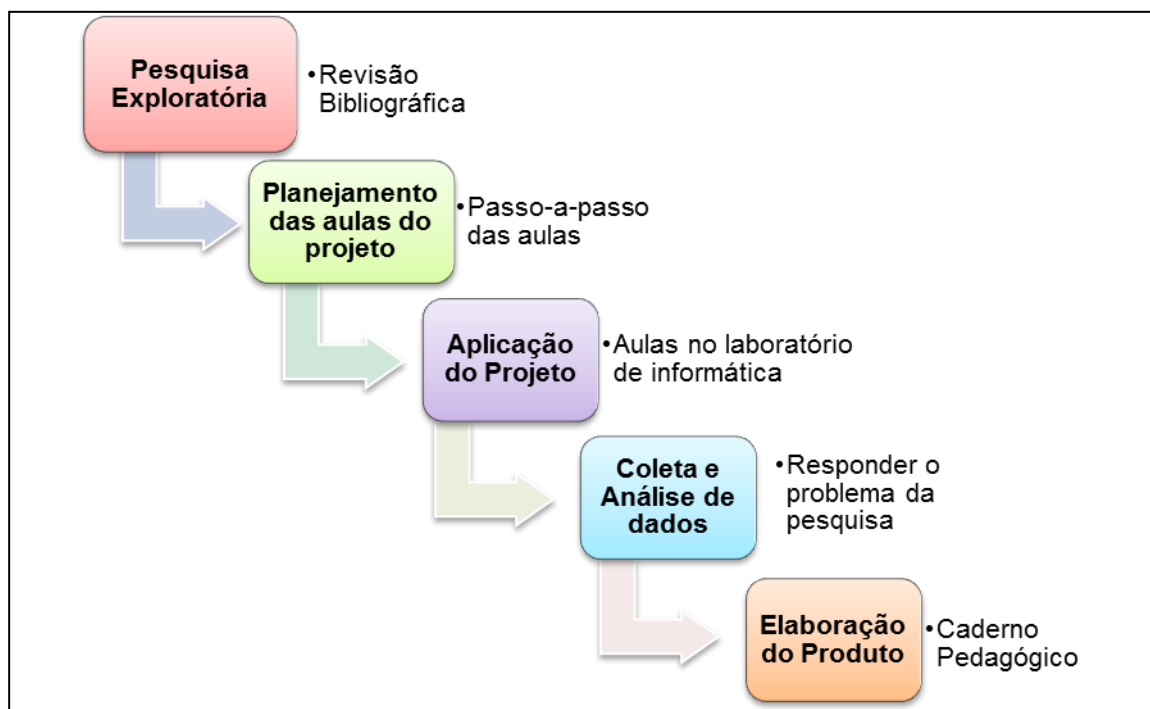 Pesquisa
Exploratória
•Revisão
Bibliográfica
Planejamento
das aulas do
projeto
•Passo-a-passo
das aulas
Aplicação
do Projeto
•Aulas no laboratório
de informática
Coleta e
Análise de
dados
•Responder o
problema da
pesquisa
Elaboração
do Produto
•Caderno
Pedagógico